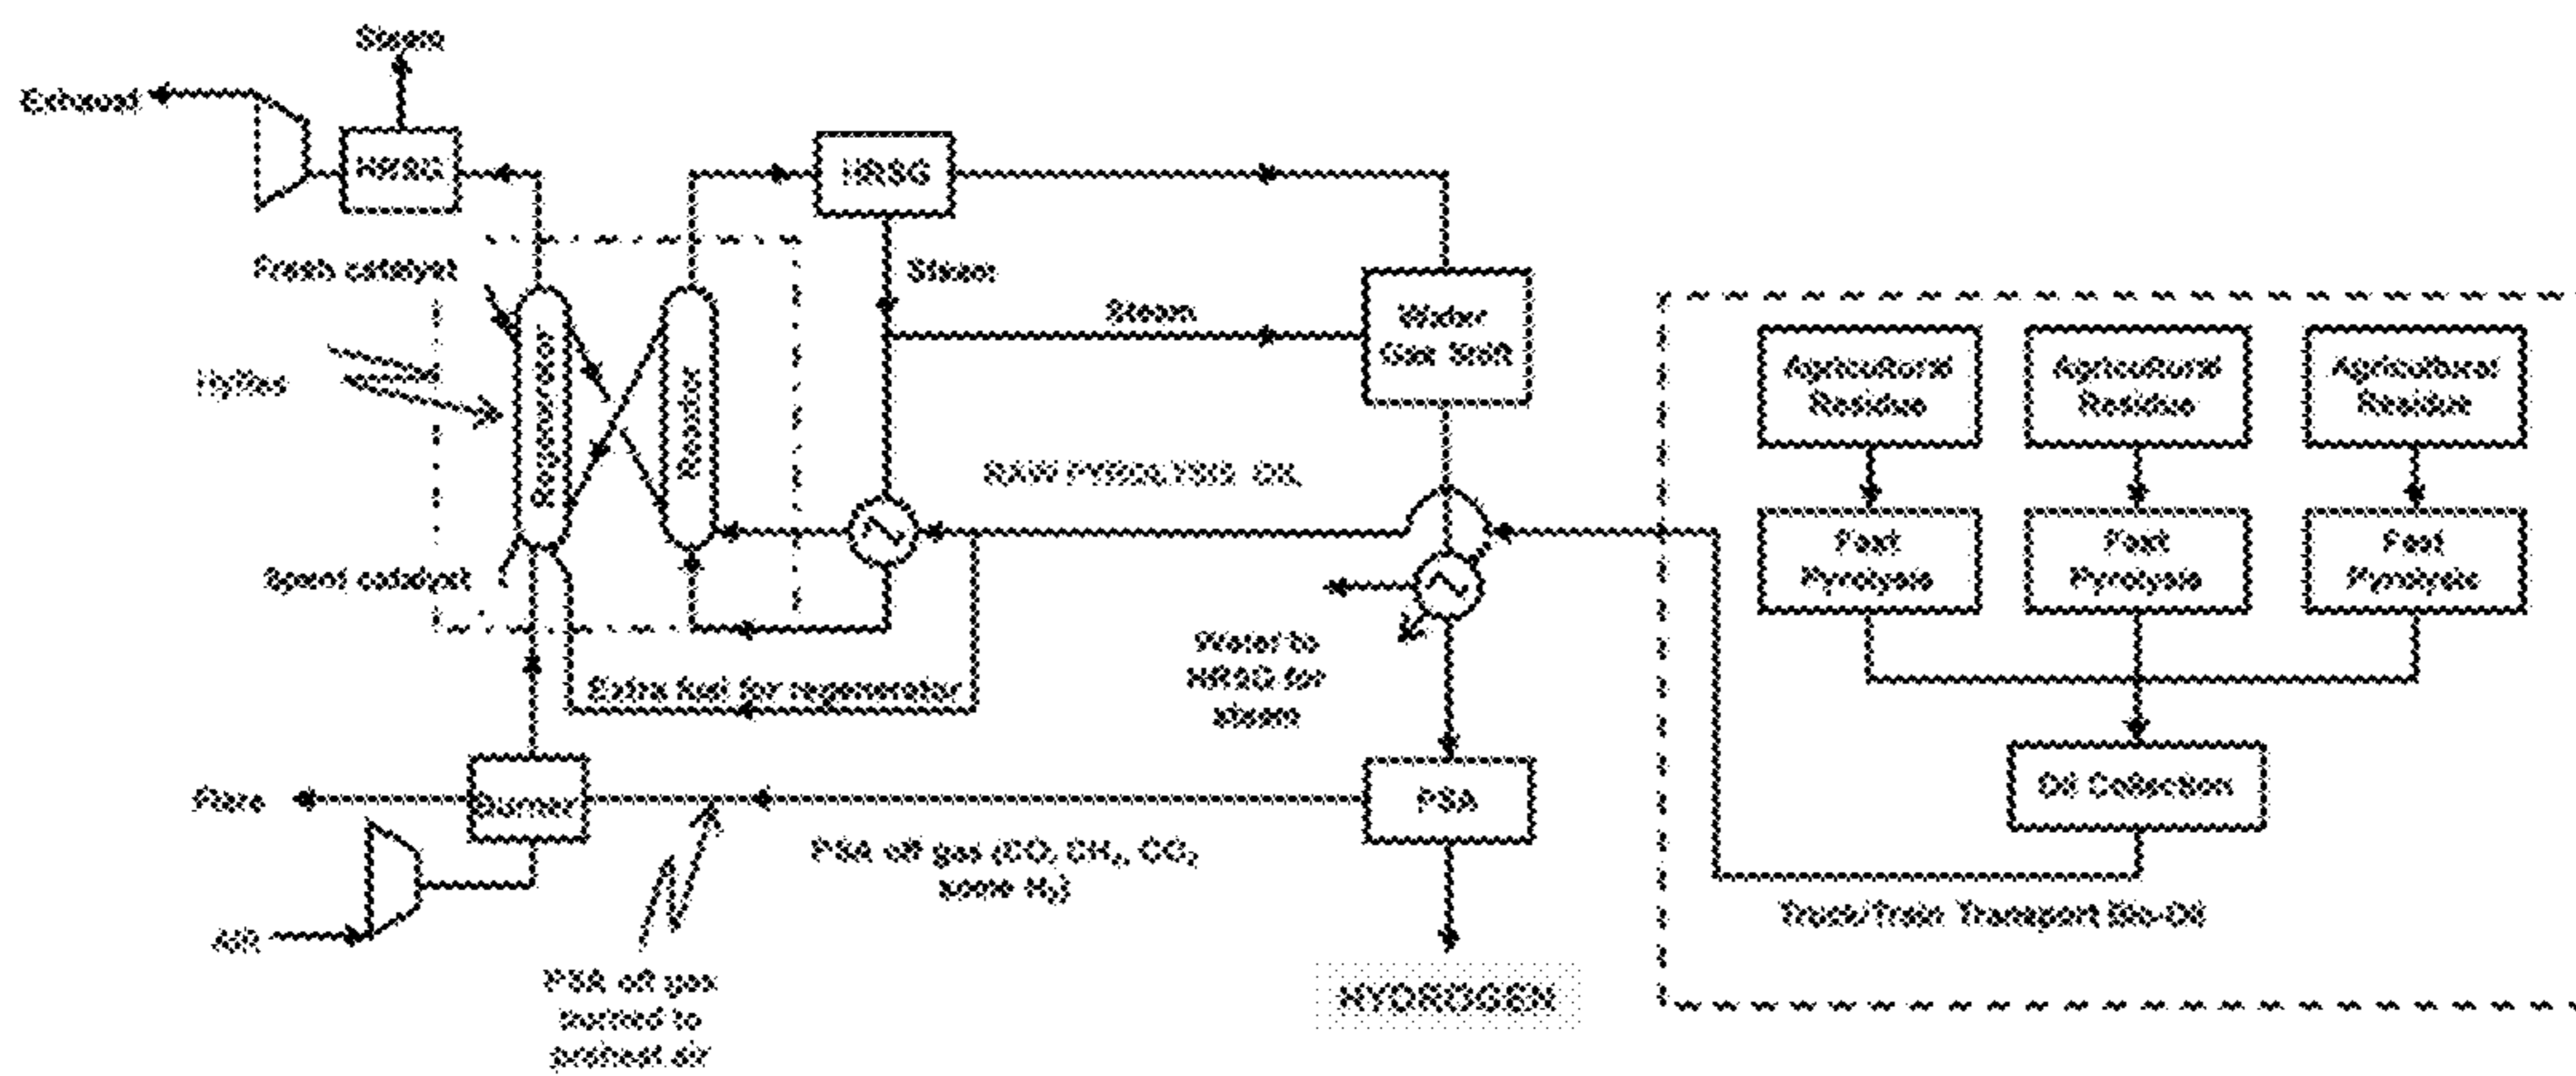 Steam
Exhaust
HRSG
HRSG
Fresh catalyst
Steam
Steam
Water
Gas Shift
Agricultural
Residue
Agricultural
Residue
Agricultural
Residue
Regenerator
Reactor
RAW PYROLYSIS OIL
Fast
Pyrolysis
Fast
Pyrolysis
Fast
Pyrolysis
Spent catalyst
Water to
HRSG for
steam
Extra fuel for regenerator
Oil Collection
Flare
Burner
PSA
PSA off gas (CO, CH₄, CO₂
some H₂)
Truck/Train Transport Bio-Oil
AIR
PSA off gas
burned to
preheat air
HYDROGEN